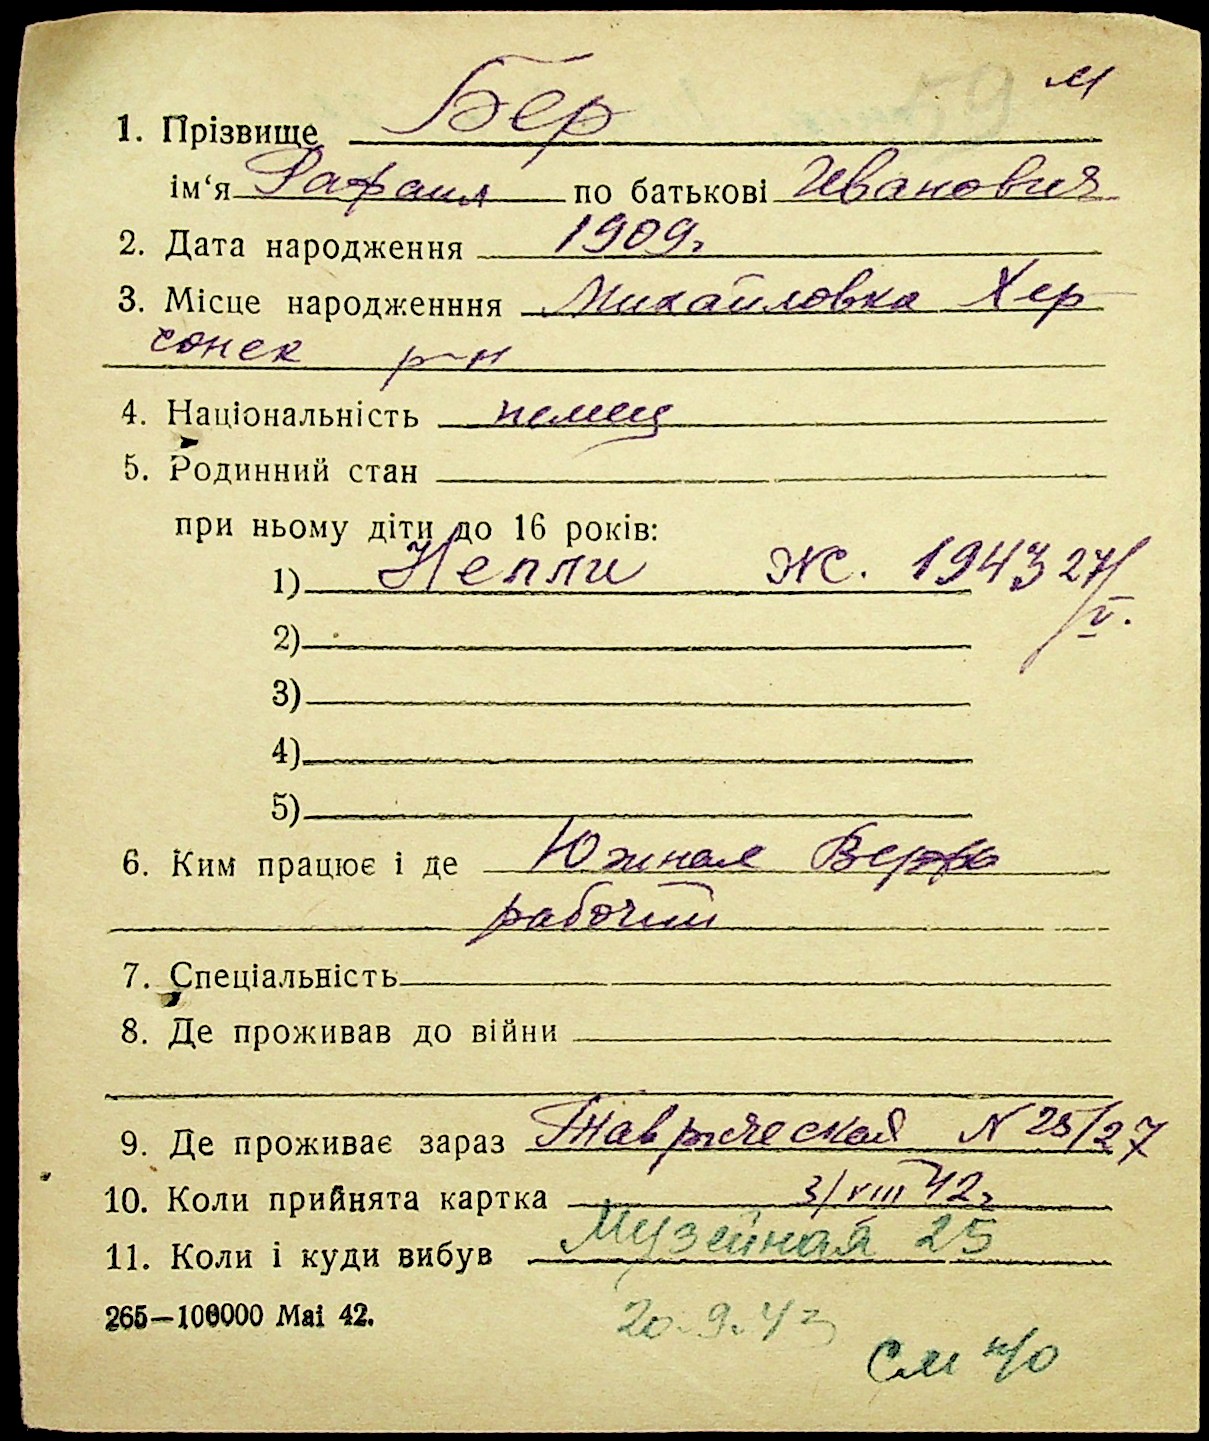 м
1. Прізвище Бер
ім‘я Рафаил по батькові Иванович
2. Дата народження 1909г
3. Місце народженння Михайловка Хер
сонск р-н
4. Національність немец
5. Родинний стан
при ньому діти до 16 років:
1) Нелли Ж. 1943 27/V.
2)
3)
4)
5)
6. Ким працює і де Южная Верфь
рабочий
7. Спеціальність
8. Де проживав до війни
9. Де проживає зараз Таврическая N 25/27
10. Коли прийнята картка 3/VIII 42г
11. Коли і куди вибув Музейная 25
265—100000 Mai 42. 20.9.42
См н/о